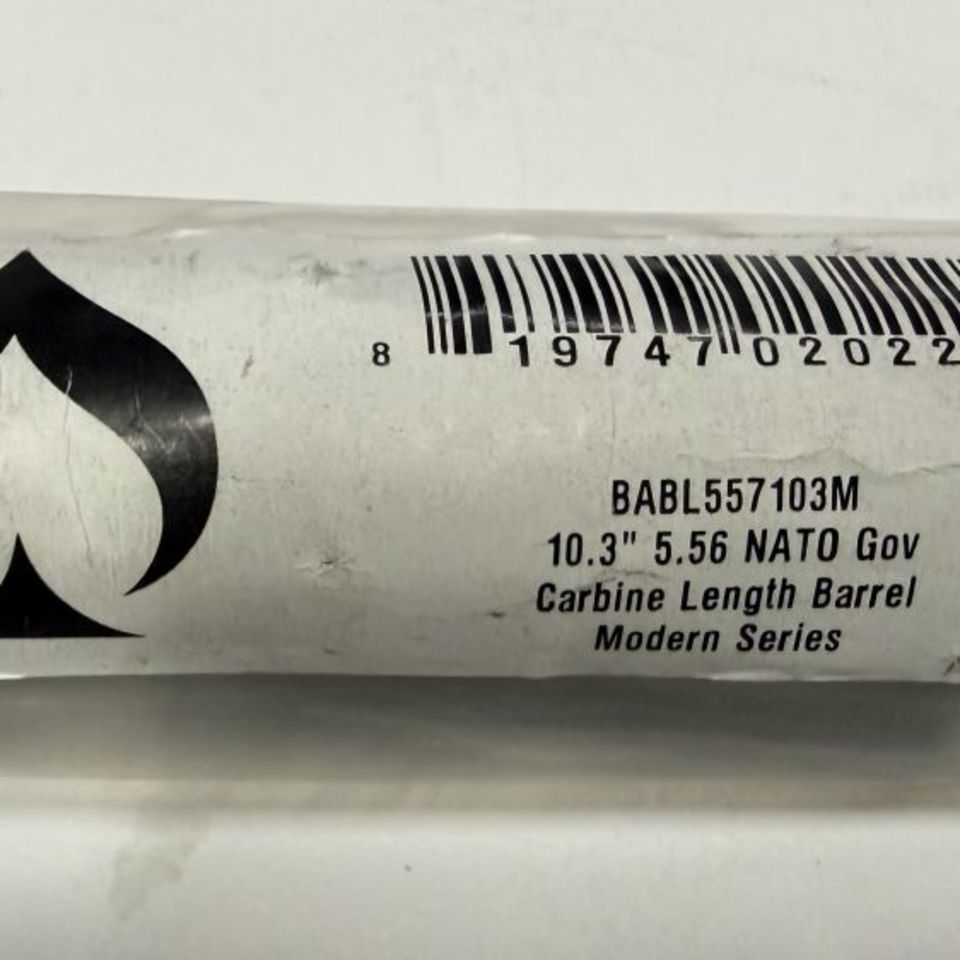 8 19747 02022
BABL557103M
10.3" 5.56 NATO Gov
Carbine Length Barrel
Modern Series